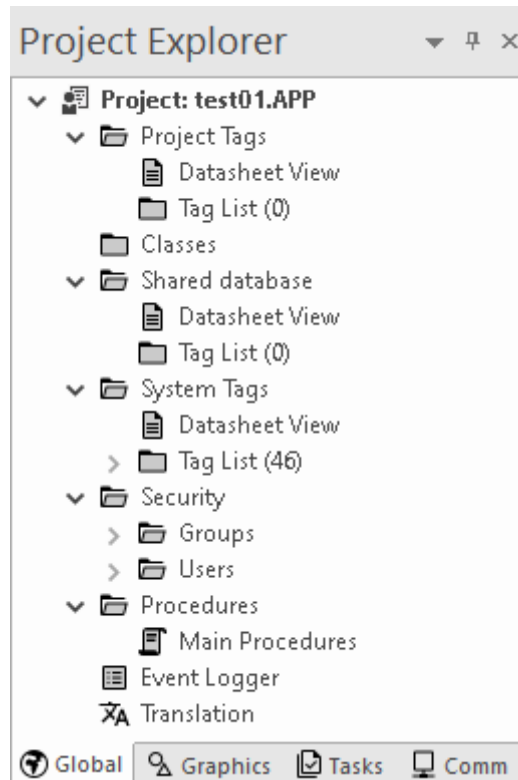 Project Explorer
Project: test01.APP
Project Tags
Datasheet View
Tag List (0)
Classes
Shared database
Datasheet View
Tag List (0)
System Tags
Datasheet View
Tag List (46)
Security
Groups
Users
Procedures
Main Procedures
Event Logger
Translation
Global Graphics Tasks Comm